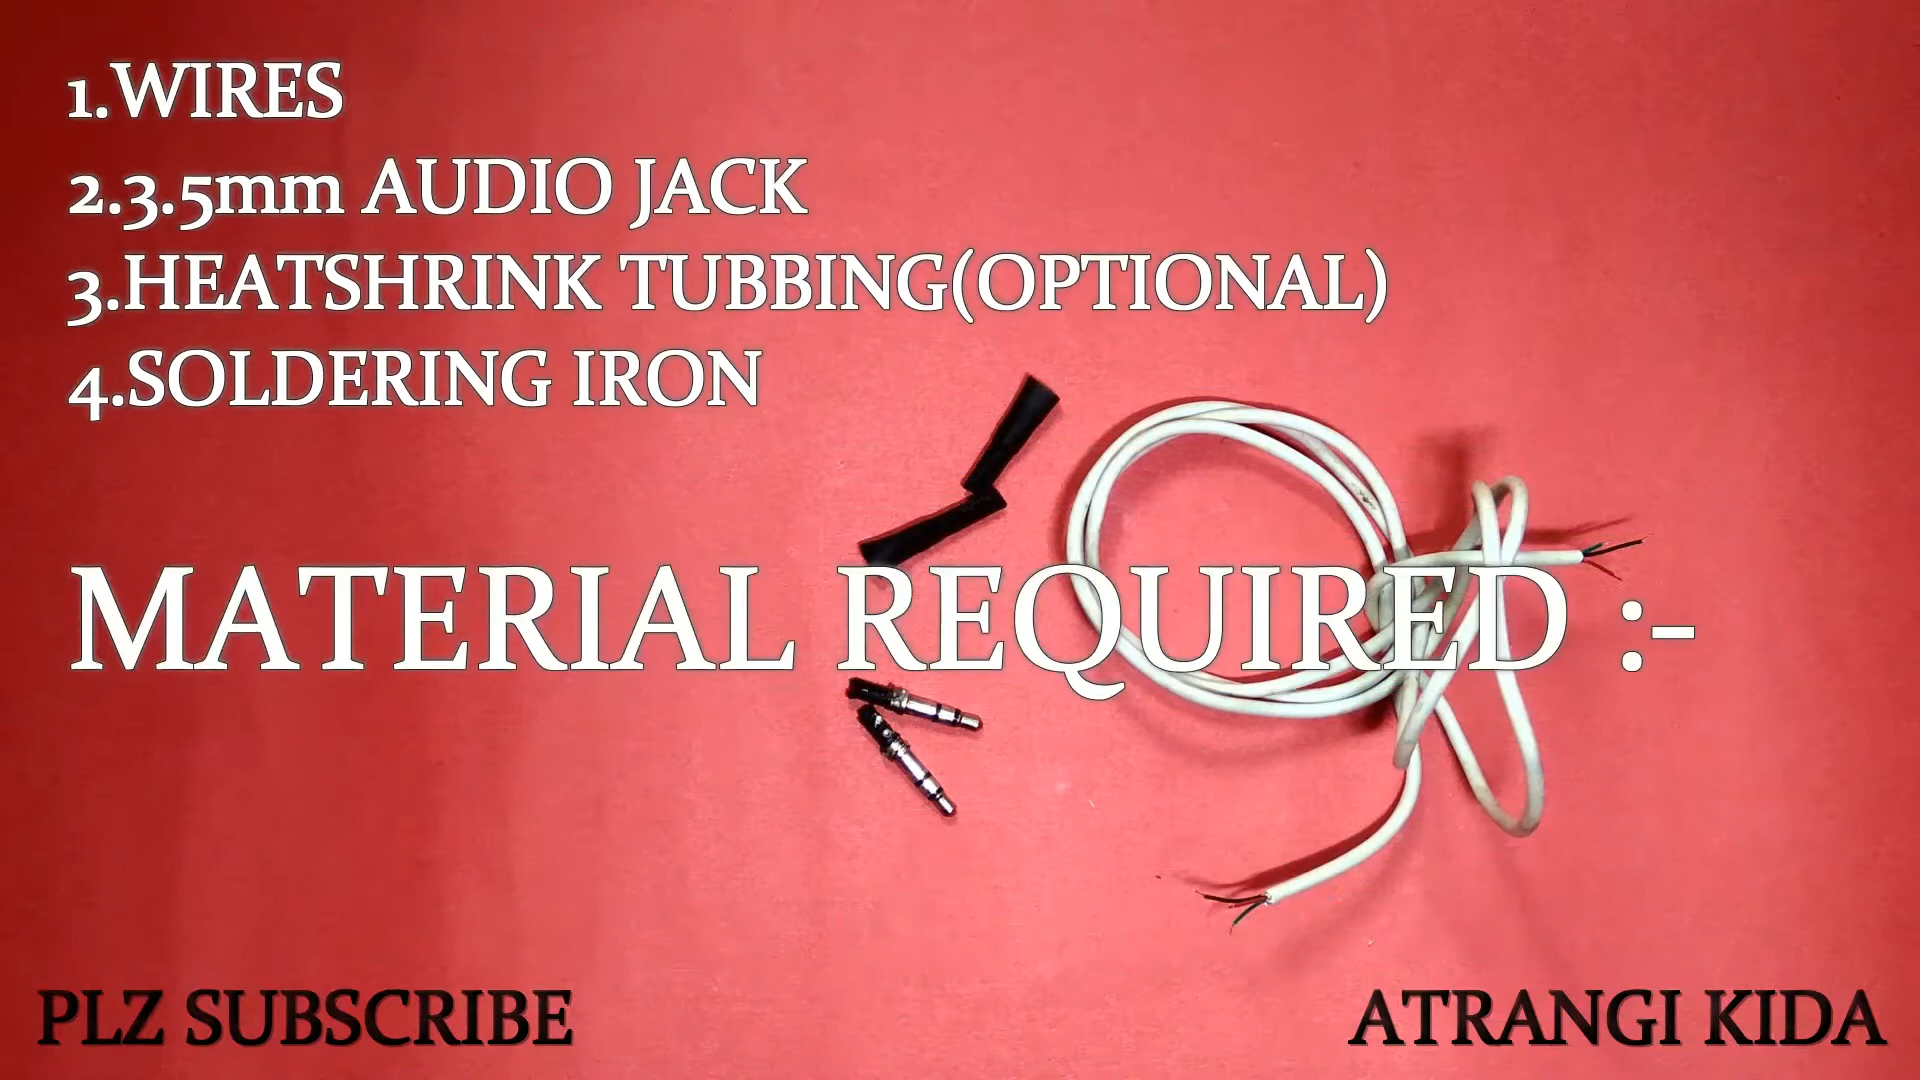 1.WIRES
2.3.5mm AUDIO JACK
3.HEATSHRINK TUBBING(OPTIONAL)
4.SOLDERING IRON
MATERIAL REQUIRED :-
PLZ SUBSCRIBE
ATRANGI KIDA